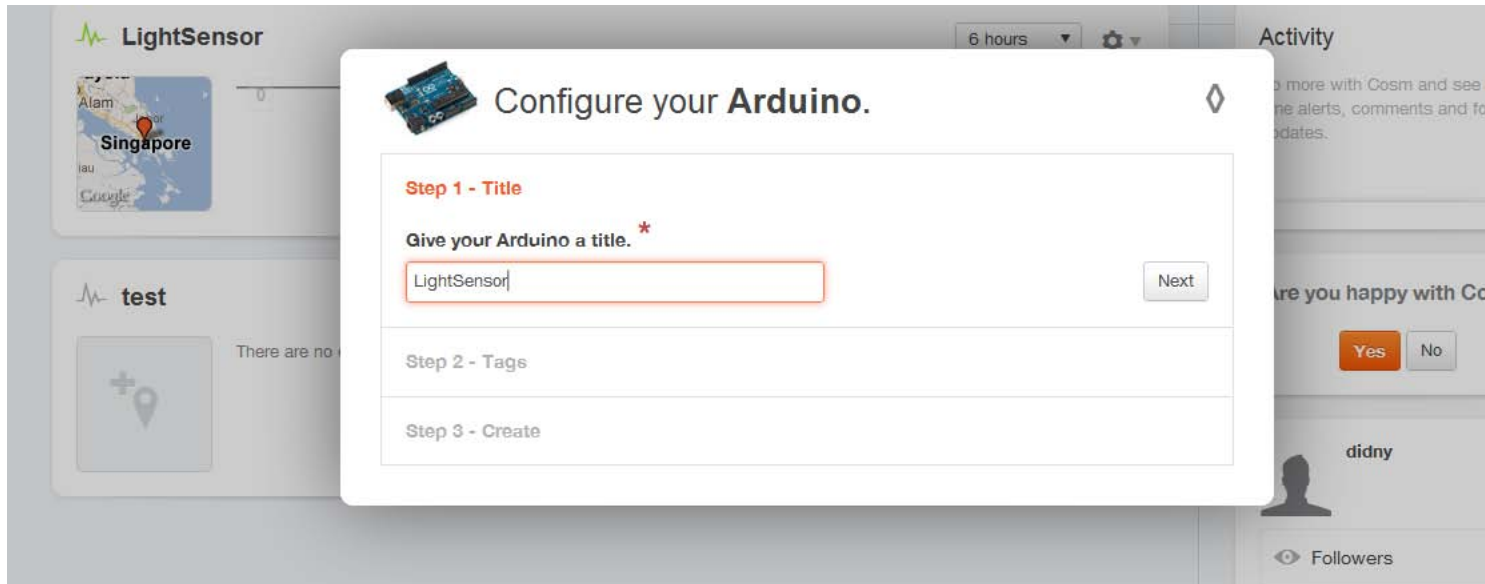 LightSensor
6 hours
0
Alam
Singapore
Google
Configure your Arduino.
Step 1 - Title
Give your Arduino a title. *
LightSensor
Next
Step 2 - Tags
Step 3 - Create
test
There are no
Activity
more with Cosm and see
alerts, comments and fo
Are you happy with Co
Yes
No
didny
Followers